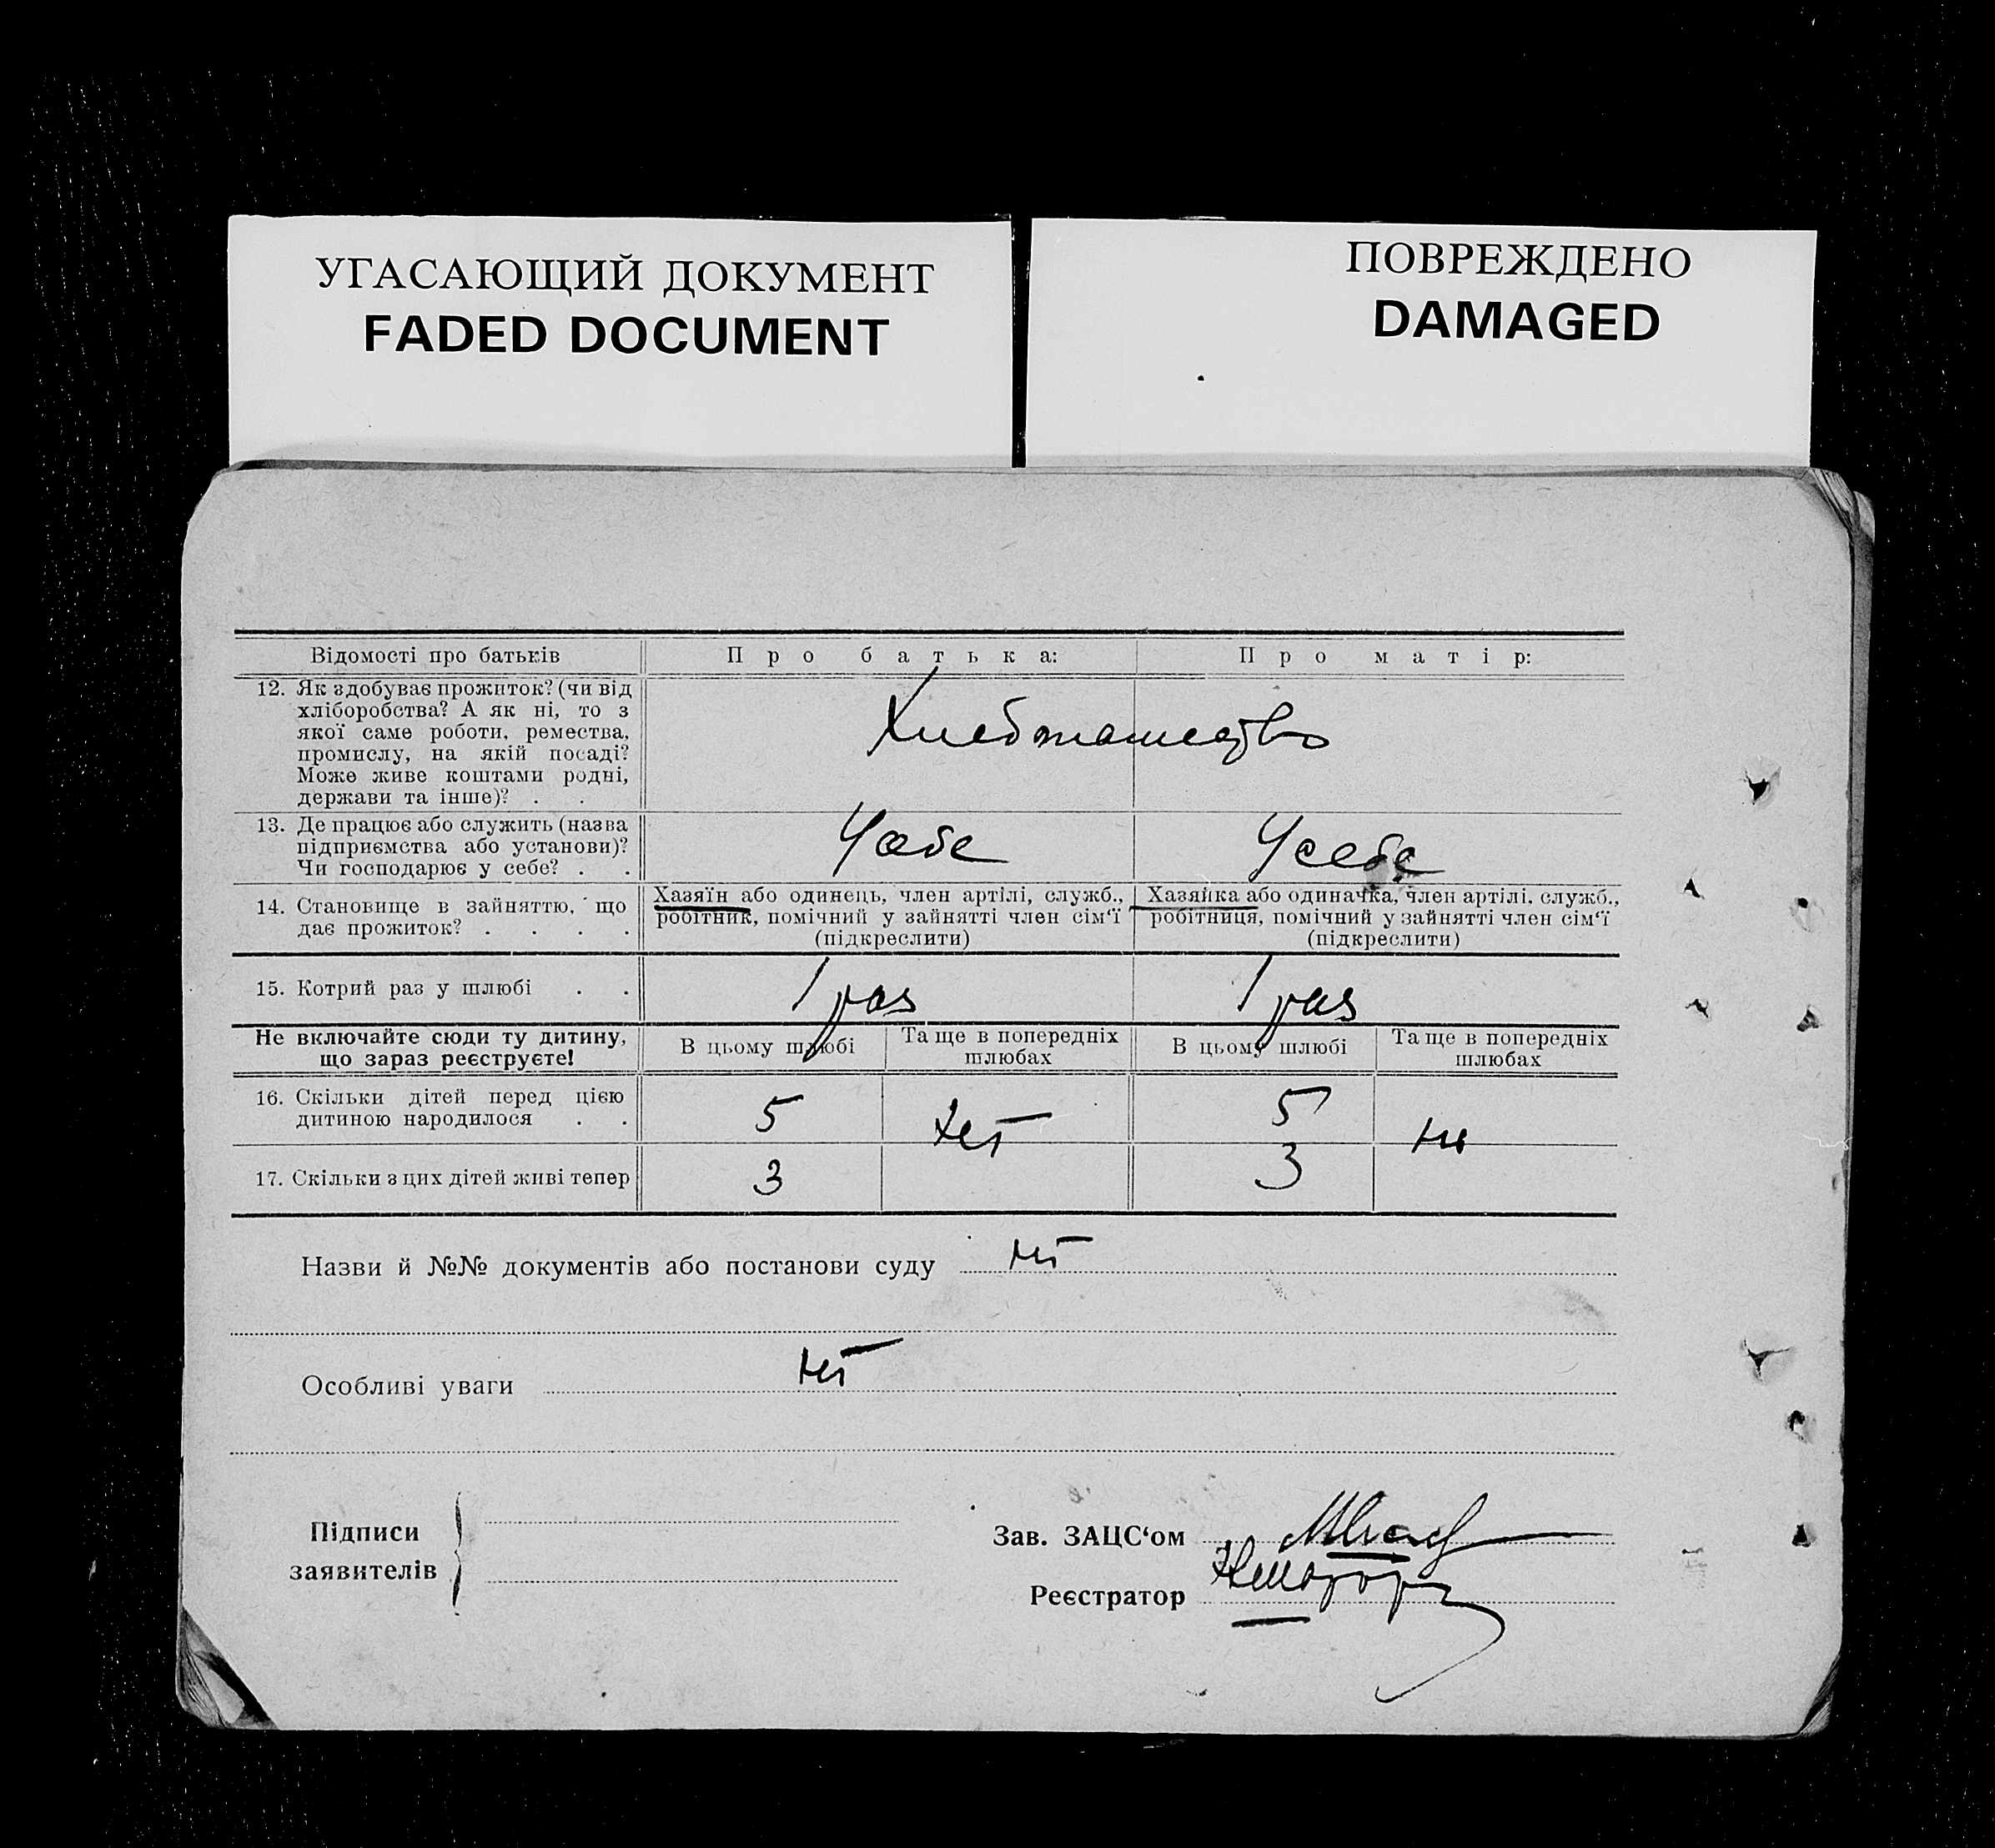 УГАСАЮЩИЙ ДОКУМЕНТ
FADED DOCUMENT
ПОВРЕЖДЕНО
DAMAGED
Відомості про батьків
Про батька:
Про матір:
12. Як здобуває прожиток? (чи від
хліборобства? А як ні, то з
якої саме роботи, ремества,
промислу, на якій посаді?
Може живе коштами родні,
держави та інше)? . .
Хлебопашество
13. Де працює або служить (назва
підприємства або установи)?
Чи господарює у себе? . .
У себе
У себе
14. Становище в зайняттю, що
дає прожиток? . . . .
Хазяїн або одинець, член артілі, служб.,
робітник, помічний у зайнятті член сім'ї
(підкреслити)
Хазяйка або одиначка, член артілі, служб.,
робітниця, помічний у зайнятті член сім'ї
(підкреслити)
15. Котрий раз у шлюбі . .
1 раз
1 раз
Не включайте сюди ту дитину,
що зараз реєструєте!
В цьому шлюбі
Та ще в попередніх
шлюбах
В цьому шлюбі
Та ще в попередніх
шлюбах
16. Скільки дітей перед цією
дитиною народилося . .
5
Нет
5
17. Скільки з цих дітей живі тепер
3
3
Назви й №№ документів або постанови суду нет
Особливі уваги нет
Підписи
заявителів
Зав. ЗАЦС'ом
Реєстратор